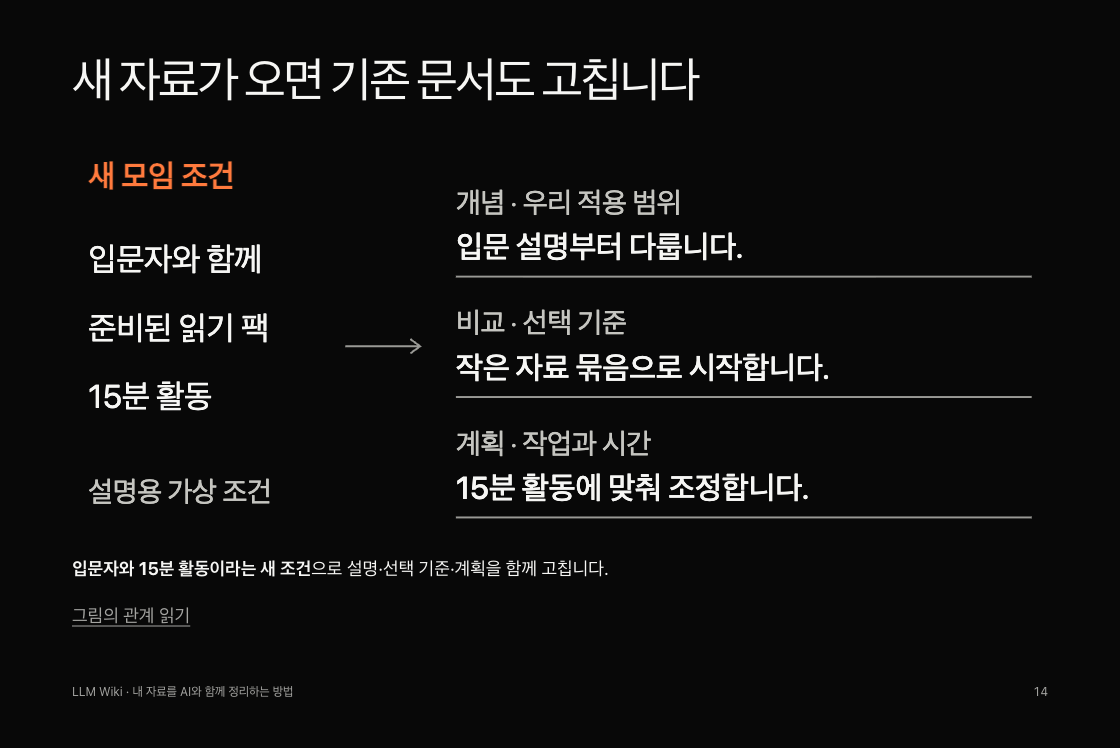 새 자료가 오면 기존 문서도 고칩니다
새 모임 조건
입문자와 함께
준비된 읽기 팩
15분 활동
설명용 가상 조건
개념 · 우리 적용 범위
입문 설명부터 다룹니다.
비교 · 선택 기준
작은 자료 묶음으로 시작합니다.
계획 · 작업과 시간
15분 활동에 맞춰 조정합니다.
입문자와 15분 활동이라는 새 조건으로 설명·선택 기준·계획을 함께 고칩니다.
그림의 관계 읽기
LLM Wiki · 내 자료를 AI와 함께 정리하는 방법
14